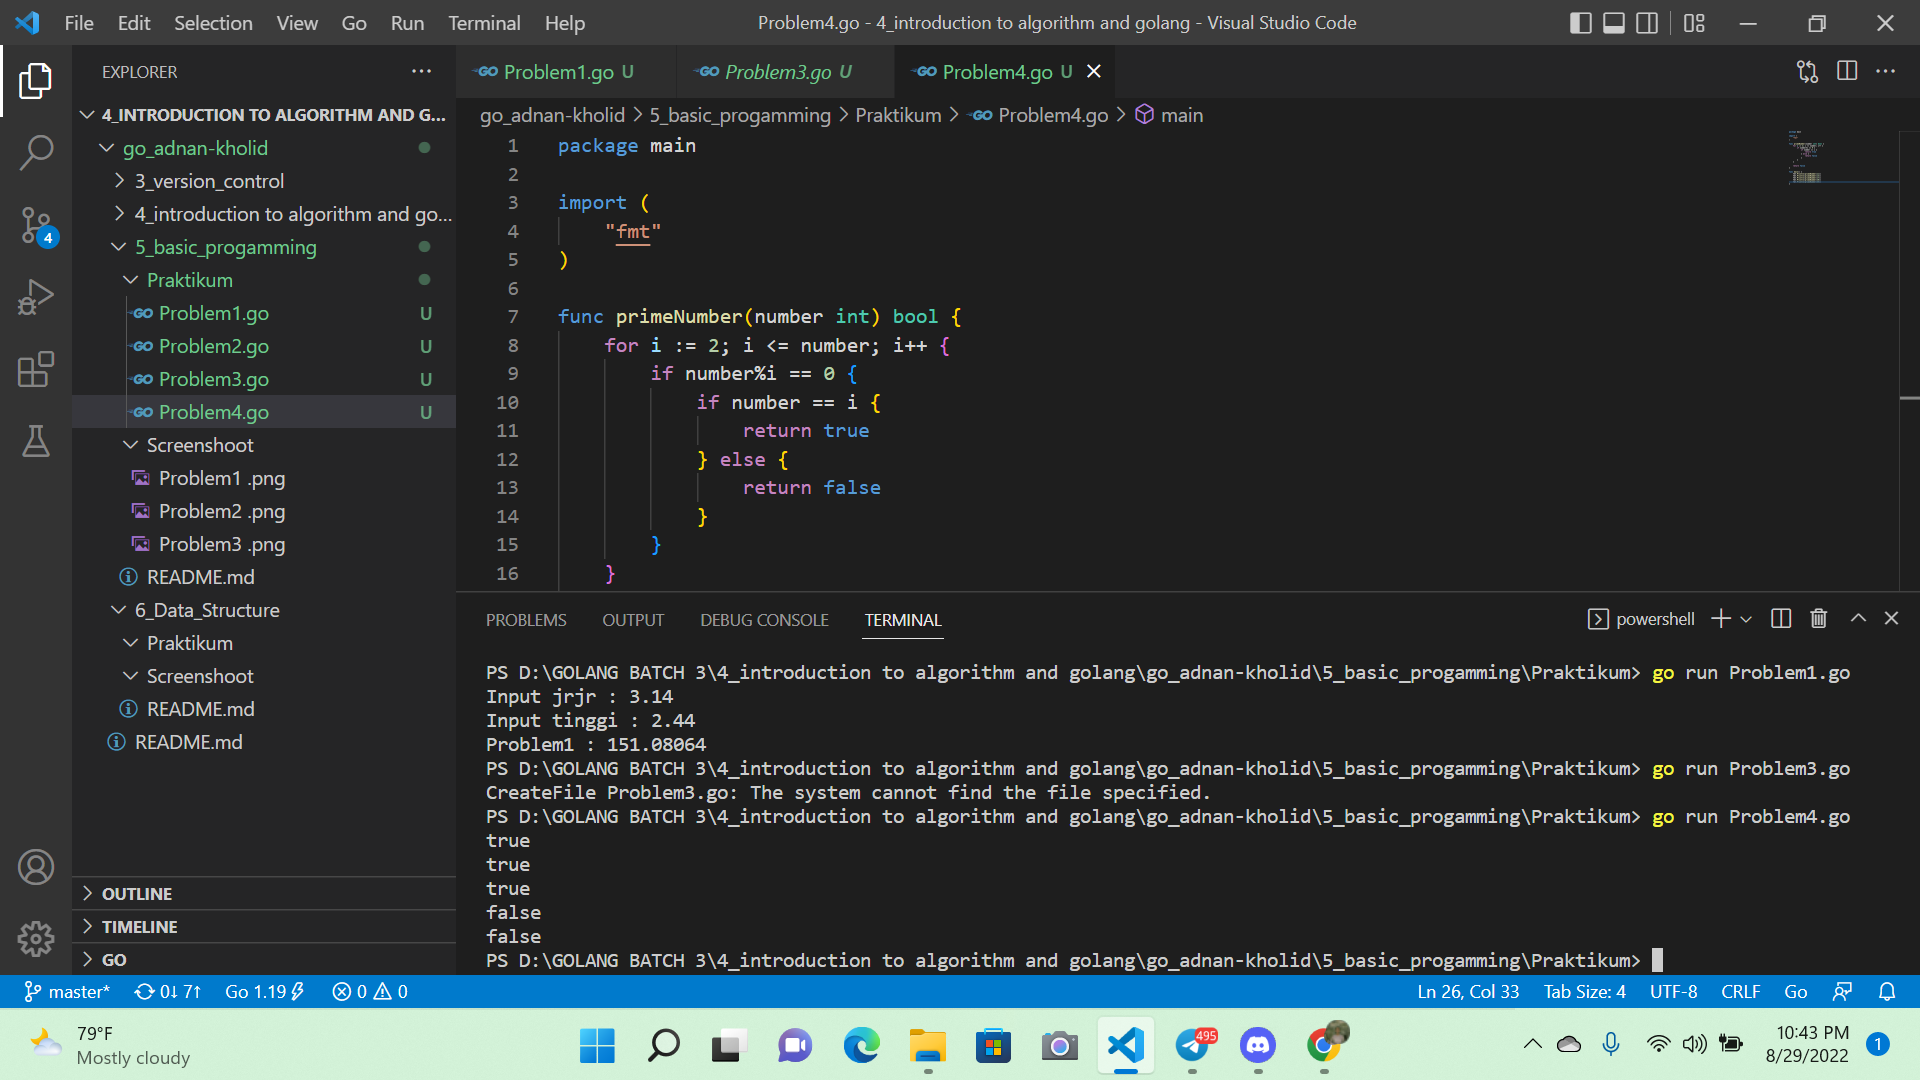 File Edit Selection View Go Run Terminal Help
Problem4.go - 4_introduction to algorithm and golang - Visual Studio Code
EXPLORER
4_INTRODUCTION TO ALGORITHM AND G...
go_adnan-kholid
3_version_control
4_introduction to algorithm and go...
5_basic_progamming
Praktikum
Problem1.go U
Problem2.go U
Problem3.go U
Problem4.go U
Screenshoot
Problem1 .png
Problem2 .png
Problem3 .png
README.md
6_Data_Structure
Praktikum
Screenshoot
README.md
README.md
OUTLINE
TIMELINE
GO
4
Problem1.go U Problem3.go U Problem4.go U
go_adnan-kholid > 5_basic_progamming > Praktikum > Problem4.go > main
1 package main
2
3 import (
4 "fmt"
5 )
6
7 func primeNumber(number int) bool {
8 for i := 2; i <= number; i++ {
9 if number%i == 0 {
10 if number == i {
11 return true
12 } else {
13 return false
14 }
15 }
16 }
PROBLEMS OUTPUT DEBUG CONSOLE TERMINAL
powershell
PS D:\GOLANG BATCH 3\4_introduction to algorithm and golang\go_adnan-kholid\5_basic_progamming\Praktikum> go run Problem1.go
Input jrjr : 3.14
Input tinggi : 2.44
Problem1 : 151.08064
PS D:\GOLANG BATCH 3\4_introduction to algorithm and golang\go_adnan-kholid\5_basic_progamming\Praktikum> go run Problem3.go
CreateFile Problem3.go: The system cannot find the file specified.
PS D:\GOLANG BATCH 3\4_introduction to algorithm and golang\go_adnan-kholid\5_basic_progamming\Praktikum> go run Problem4.go
true
true
true
false
false
PS D:\GOLANG BATCH 3\4_introduction to algorithm and golang\go_adnan-kholid\5_basic_progamming\Praktikum>
master* 0↓ 7↑ Go 1.19 0 0
Ln 26, Col 33 Tab Size: 4 UTF-8 CRLF Go
79°F
Mostly cloudy
495
10:43 PM
8/29/2022
1